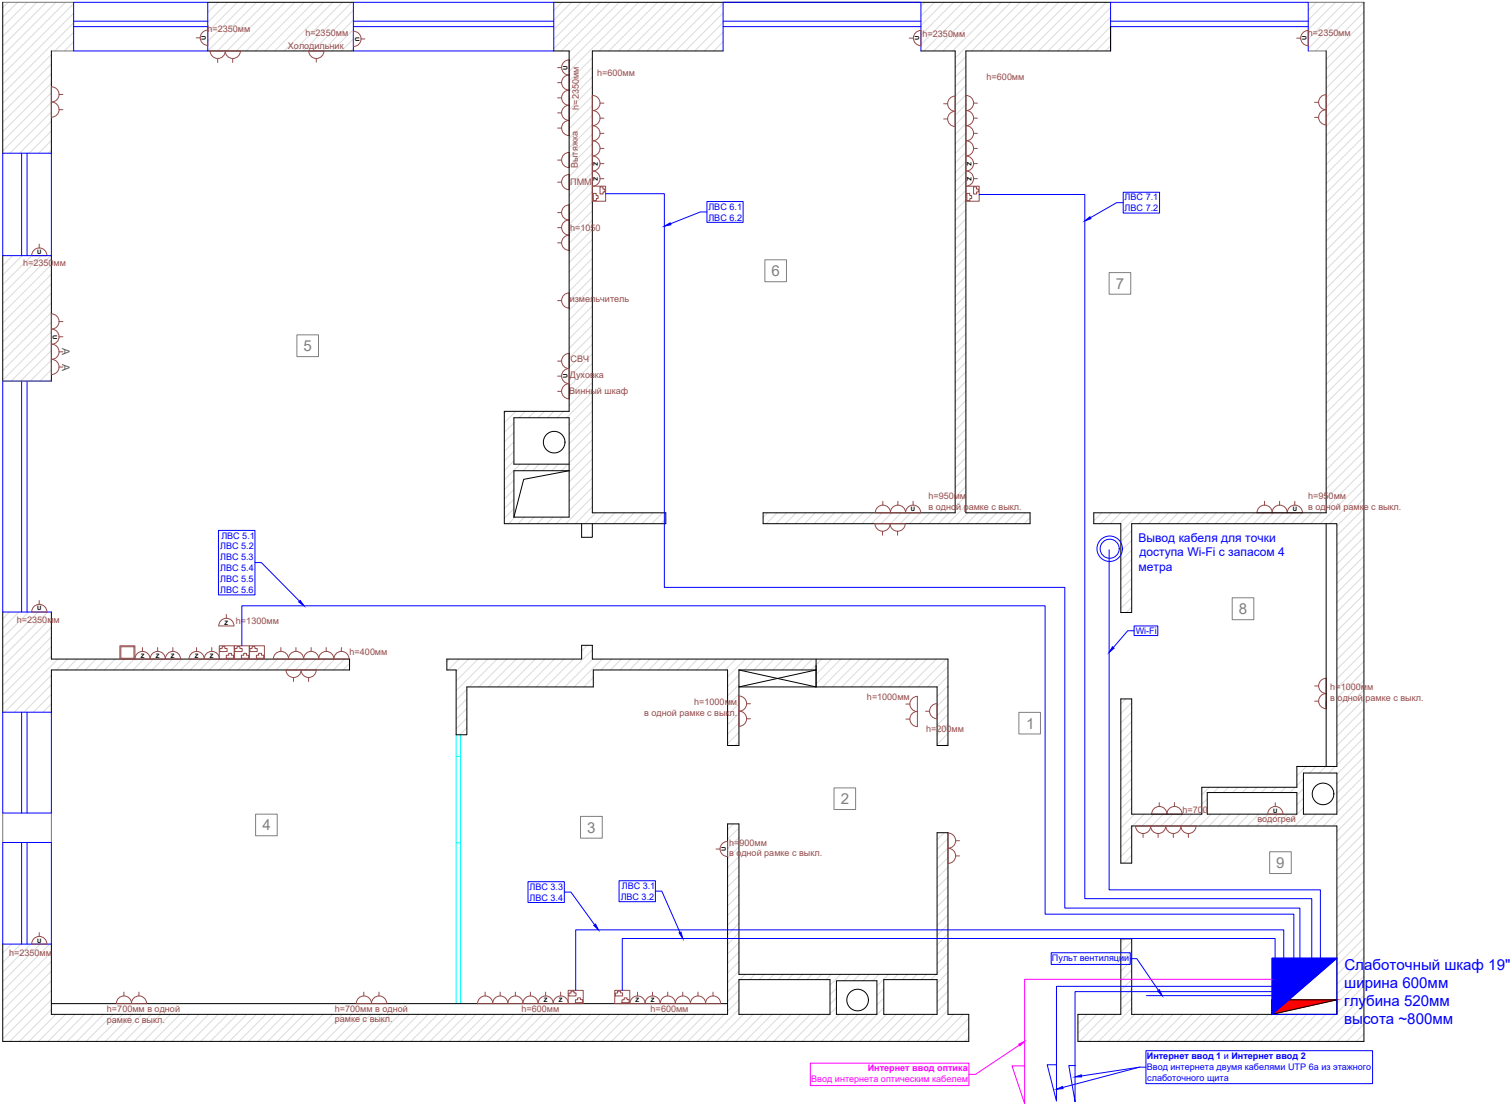 h=2350мм
h=2350мм
Холодильник
h=2350мм
h=2350мм
h=600мм
h=600мм
h=2350мм
Вытяжка
ПММ
h=1050
ЛВС 6.1
ЛВС 6.2
ЛВС 7.1
ЛВС 7.2
h=2350мм
6
7
измельчитель
5
A
A
СВЧ
Духовка
Винный шкаф
h=950мм
в одной рамке с выкл.
h=950мм
в одной рамке с выкл.
ЛВС 5.1
ЛВС 5.2
ЛВС 5.3
ЛВС 5.4
ЛВС 5.5
ЛВС 5.6
Вывод кабеля для точки
доступа Wi-Fi с запасом 4
метра
8
h=2350мм
h=1300мм
Wi-Fi
h=400мм
h=1000мм
в одной рамке с выкл.
h=1000мм
h=200мм
1
h=1000мм
в одной рамке с выкл.
2
h=700
водогрей
4
3
h=900мм
в одной рамке с выкл.
9
ЛВС 3.3
ЛВС 3.4
ЛВС 3.1
ЛВС 3.2
h=2350мм
Пульт вентиляции
Слаботочный шкаф 19"
ширина 600мм
глубина 520мм
высота ~800мм
h=700мм в одной
рамке с выкл.
h=700мм в одной
рамке с выкл.
h=600мм
h=600мм
Интернет ввод оптика
Ввод интернета оптическим кабелем
Интернет ввод 1 и Интернет ввод 2
Ввод интернета двумя кабелями UTP 6a из этажного
слаботочного щита